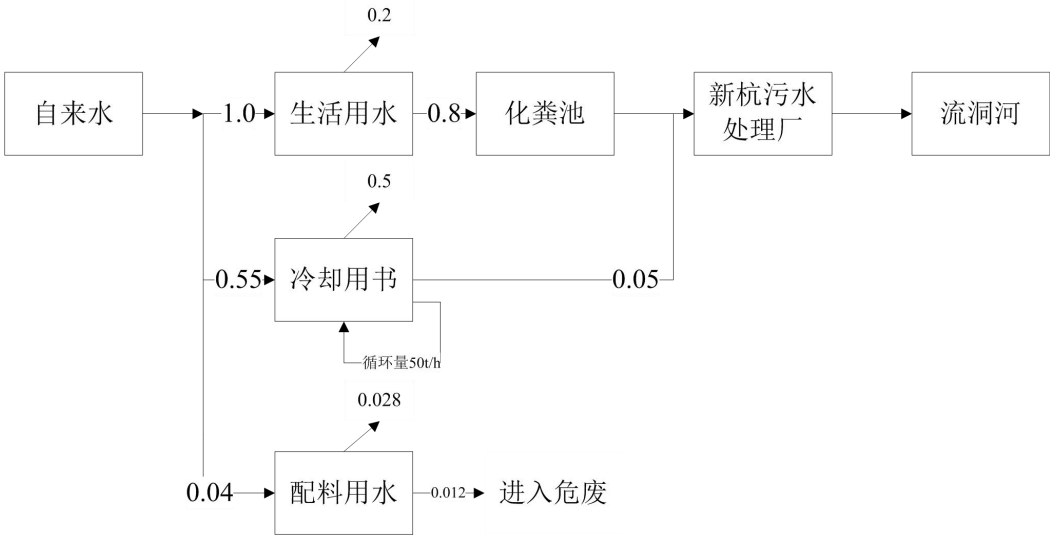 0.2
自来水
1.0
生活用水
0.8
化粪池
新杭污水
处理厂
流洞河
0.5
0.55
冷却用书
0.05
循环量50t/h
0.028
0.04
配料用水
0.012
进入危废